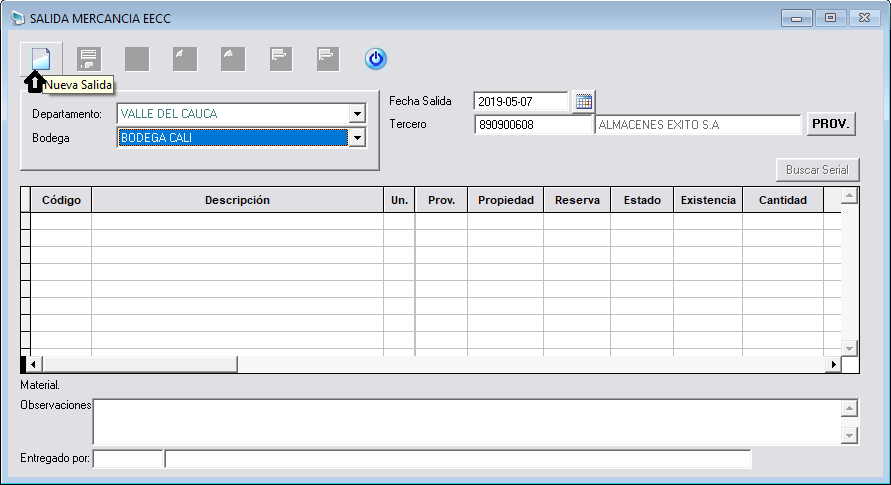 SALIDA MERCANCIA EECC
Nueva Salida
Departamento: VALLE DEL CAUCA
Bodega BODEGA CALI
Fecha Salida 2019-05-07
Tercero 890900608 ALMACENES EXITO S.A PROV.
Buscar Serial
Código Descripción Un. Prov. Propiedad Reserva Estado Existencia Cantidad
Material.
Observaciones
Entregado por: